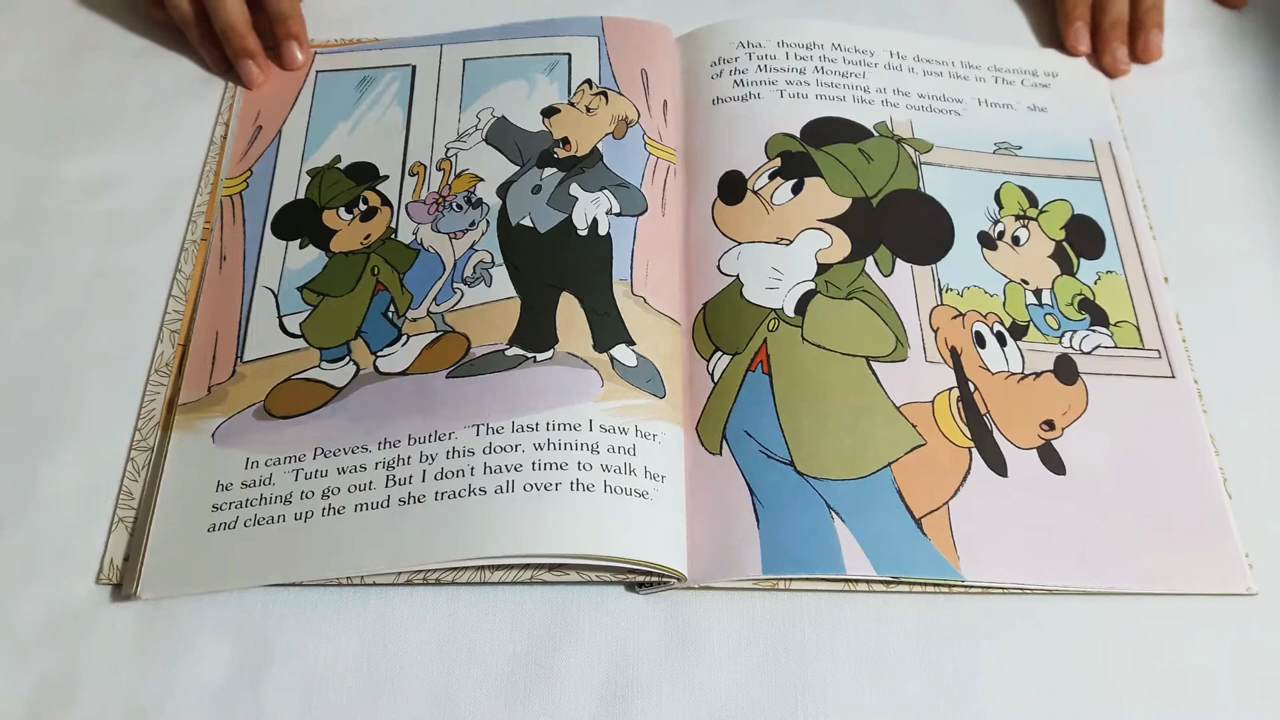 In came Peeves, the butler. "The last time I saw her,"
he said, "Tutu was right by this door, whining and
scratching to go out. But I don't have time to walk her
and clean up the mud she tracks all over the house."
"Aha," thought Mickey. "He doesn't like cleaning up
after Tutu. I bet the butler did it, just like in The Case
of the Missing Mongrel."
Minnie was listening at the window. "Hmm," she
thought. "Tutu must like the outdoors."